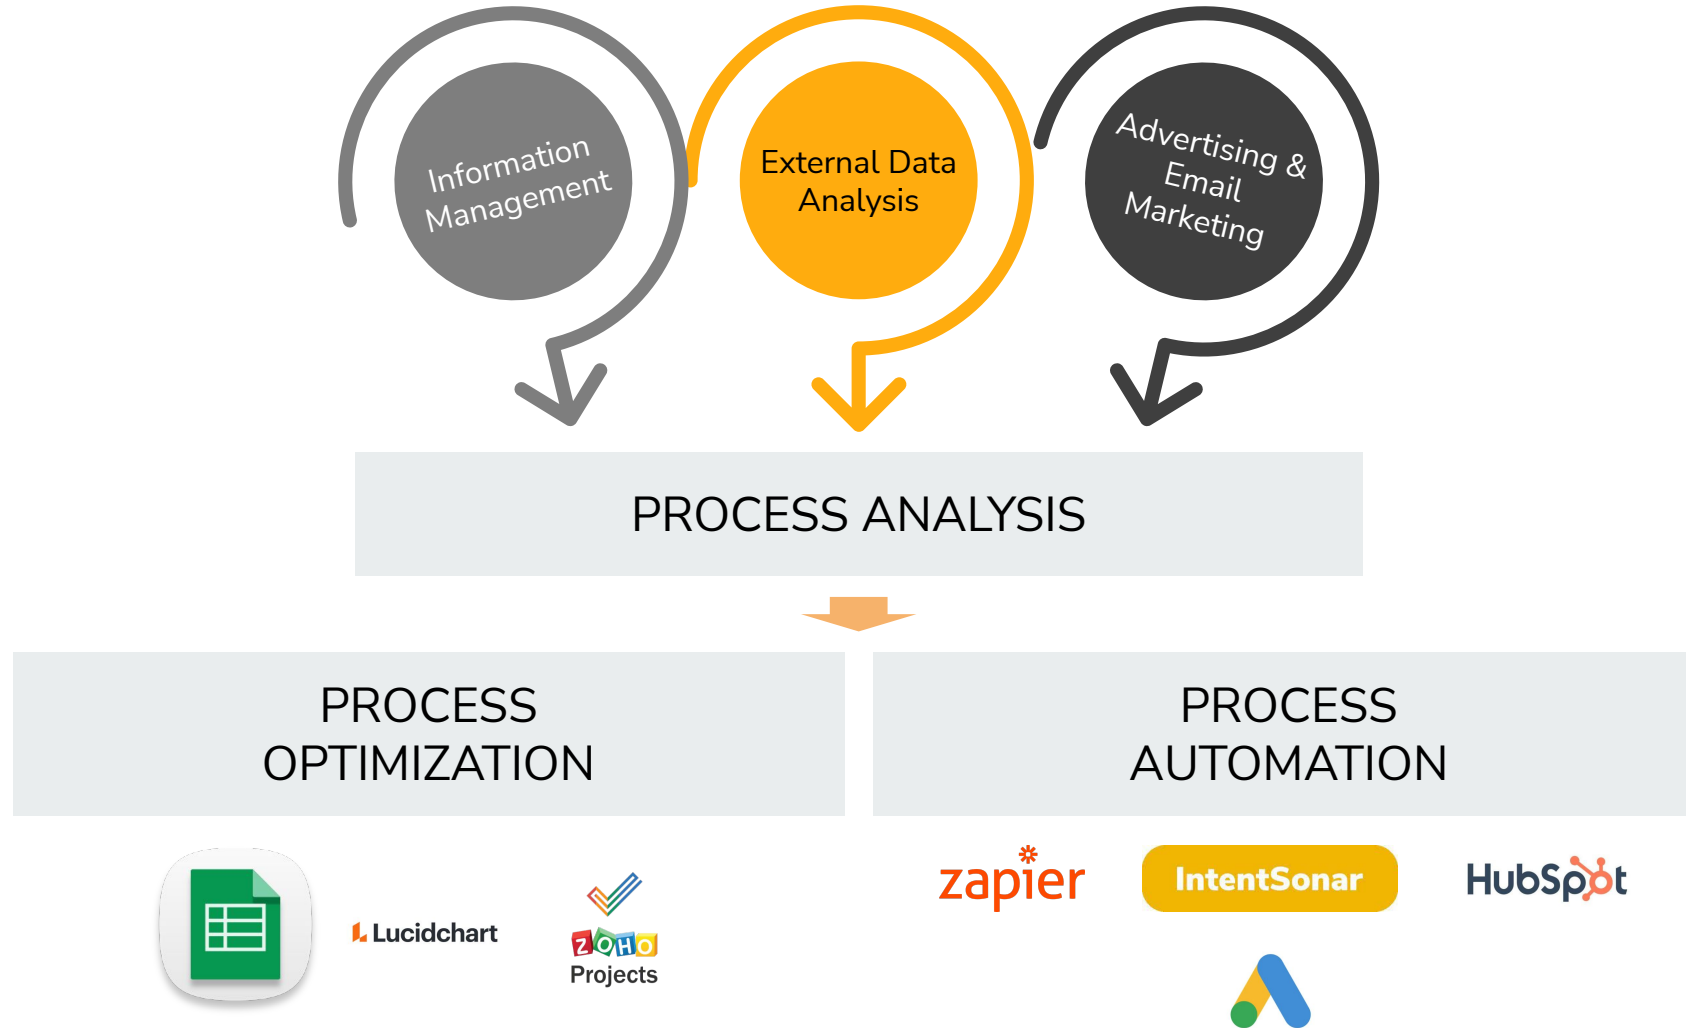 Information
Management
External Data
Analysis
Advertising &
Email
Marketing
PROCESS ANALYSIS
PROCESS
OPTIMIZATION
PROCESS
AUTOMATION
Lucidchart
ZOHO
Projects
zapier
IntentSonar
HubSpot